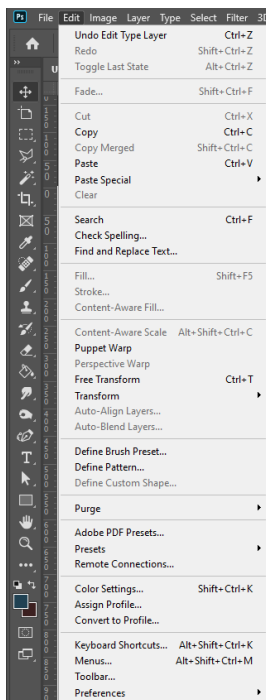 Ps File Edit Image Layer Type Select Filter 3D
Undo Edit Type Layer Ctrl+Z
Redo Shift+Ctrl+Z
Toggle Last State Alt+Ctrl+Z
Fade... Shift+Ctrl+F
Cut Ctrl+X
Copy Ctrl+C
Copy Merged Shift+Ctrl+C
Paste Ctrl+V
Paste Special
Clear
Search Ctrl+F
Check Spelling...
Find and Replace Text...
Fill... Shift+F5
Stroke...
Content-Aware Fill...
Content-Aware Scale Alt+Shift+Ctrl+C
Puppet Warp
Perspective Warp
Free Transform Ctrl+T
Transform
Auto-Align Layers...
Auto-Blend Layers...
Define Brush Preset...
Define Pattern...
Define Custom Shape...
Purge
Adobe PDF Presets...
Presets
Remote Connections...
Color Settings... Shift+Ctrl+K
Assign Profile...
Convert to Profile...
Keyboard Shortcuts... Alt+Shift+Ctrl+K
Menus... Alt+Shift+Ctrl+M
Toolbar...
Preferences